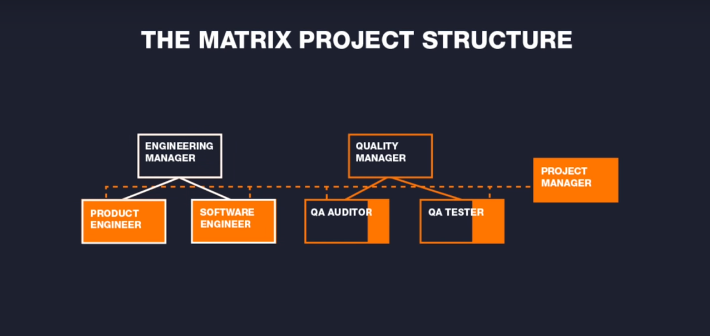 THE MATRIX PROJECT STRUCTURE
ENGINEERING
MANAGER
QUALITY
MANAGER
PROJECT
MANAGER
PRODUCT
ENGINEER
SOFTWARE
ENGINEER
QA AUDITOR
QA TESTER